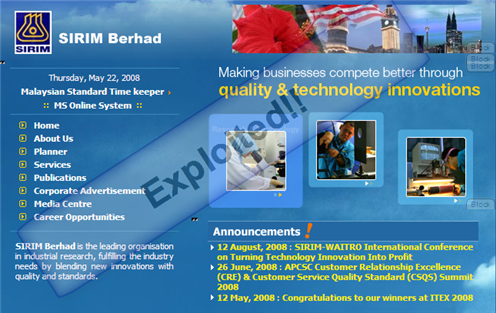 SIRIM
SIRIM Berhad
Thursday, May 22, 2008
Malaysian Standard Time keeper
:: MS Online System ::
Home
About Us
Planner
Services
Publications
Corporate Advertisement
Media Centre
Career Opportunities
SIRIM Berhad is the leading organisation
in industrial research, fulfilling the industry
needs by blending new innovations with
quality and standards.
Block
Block
Making businesses compete better through
quality & technology innovations
Exploited!!
Block
Block
Announcements !
12 August, 2008 : SIRIM-WAITRO International Conference
on Turning Technology Innovation Into Profit
26 June, 2008 : APCSC Customer Relationship Excellence
(CRE) & Customer Service Quality Standard (CSQS) Summit
2008
12 May, 2008 : Congratulations to our winners at ITEX 2008